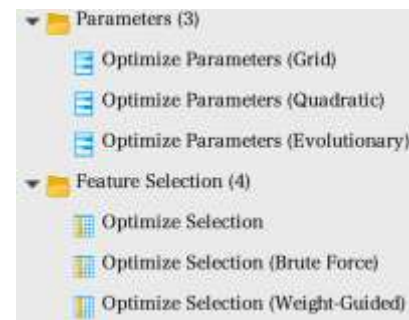 Parameters (3)
Optimize Parameters (Grid)
Optimize Parameters (Quadratic)
Optimize Parameters (Evolutionary)
Feature Selection (4)
Optimize Selection
Optimize Selection (Brute Force)
Optimize Selection (Weight-Guided)